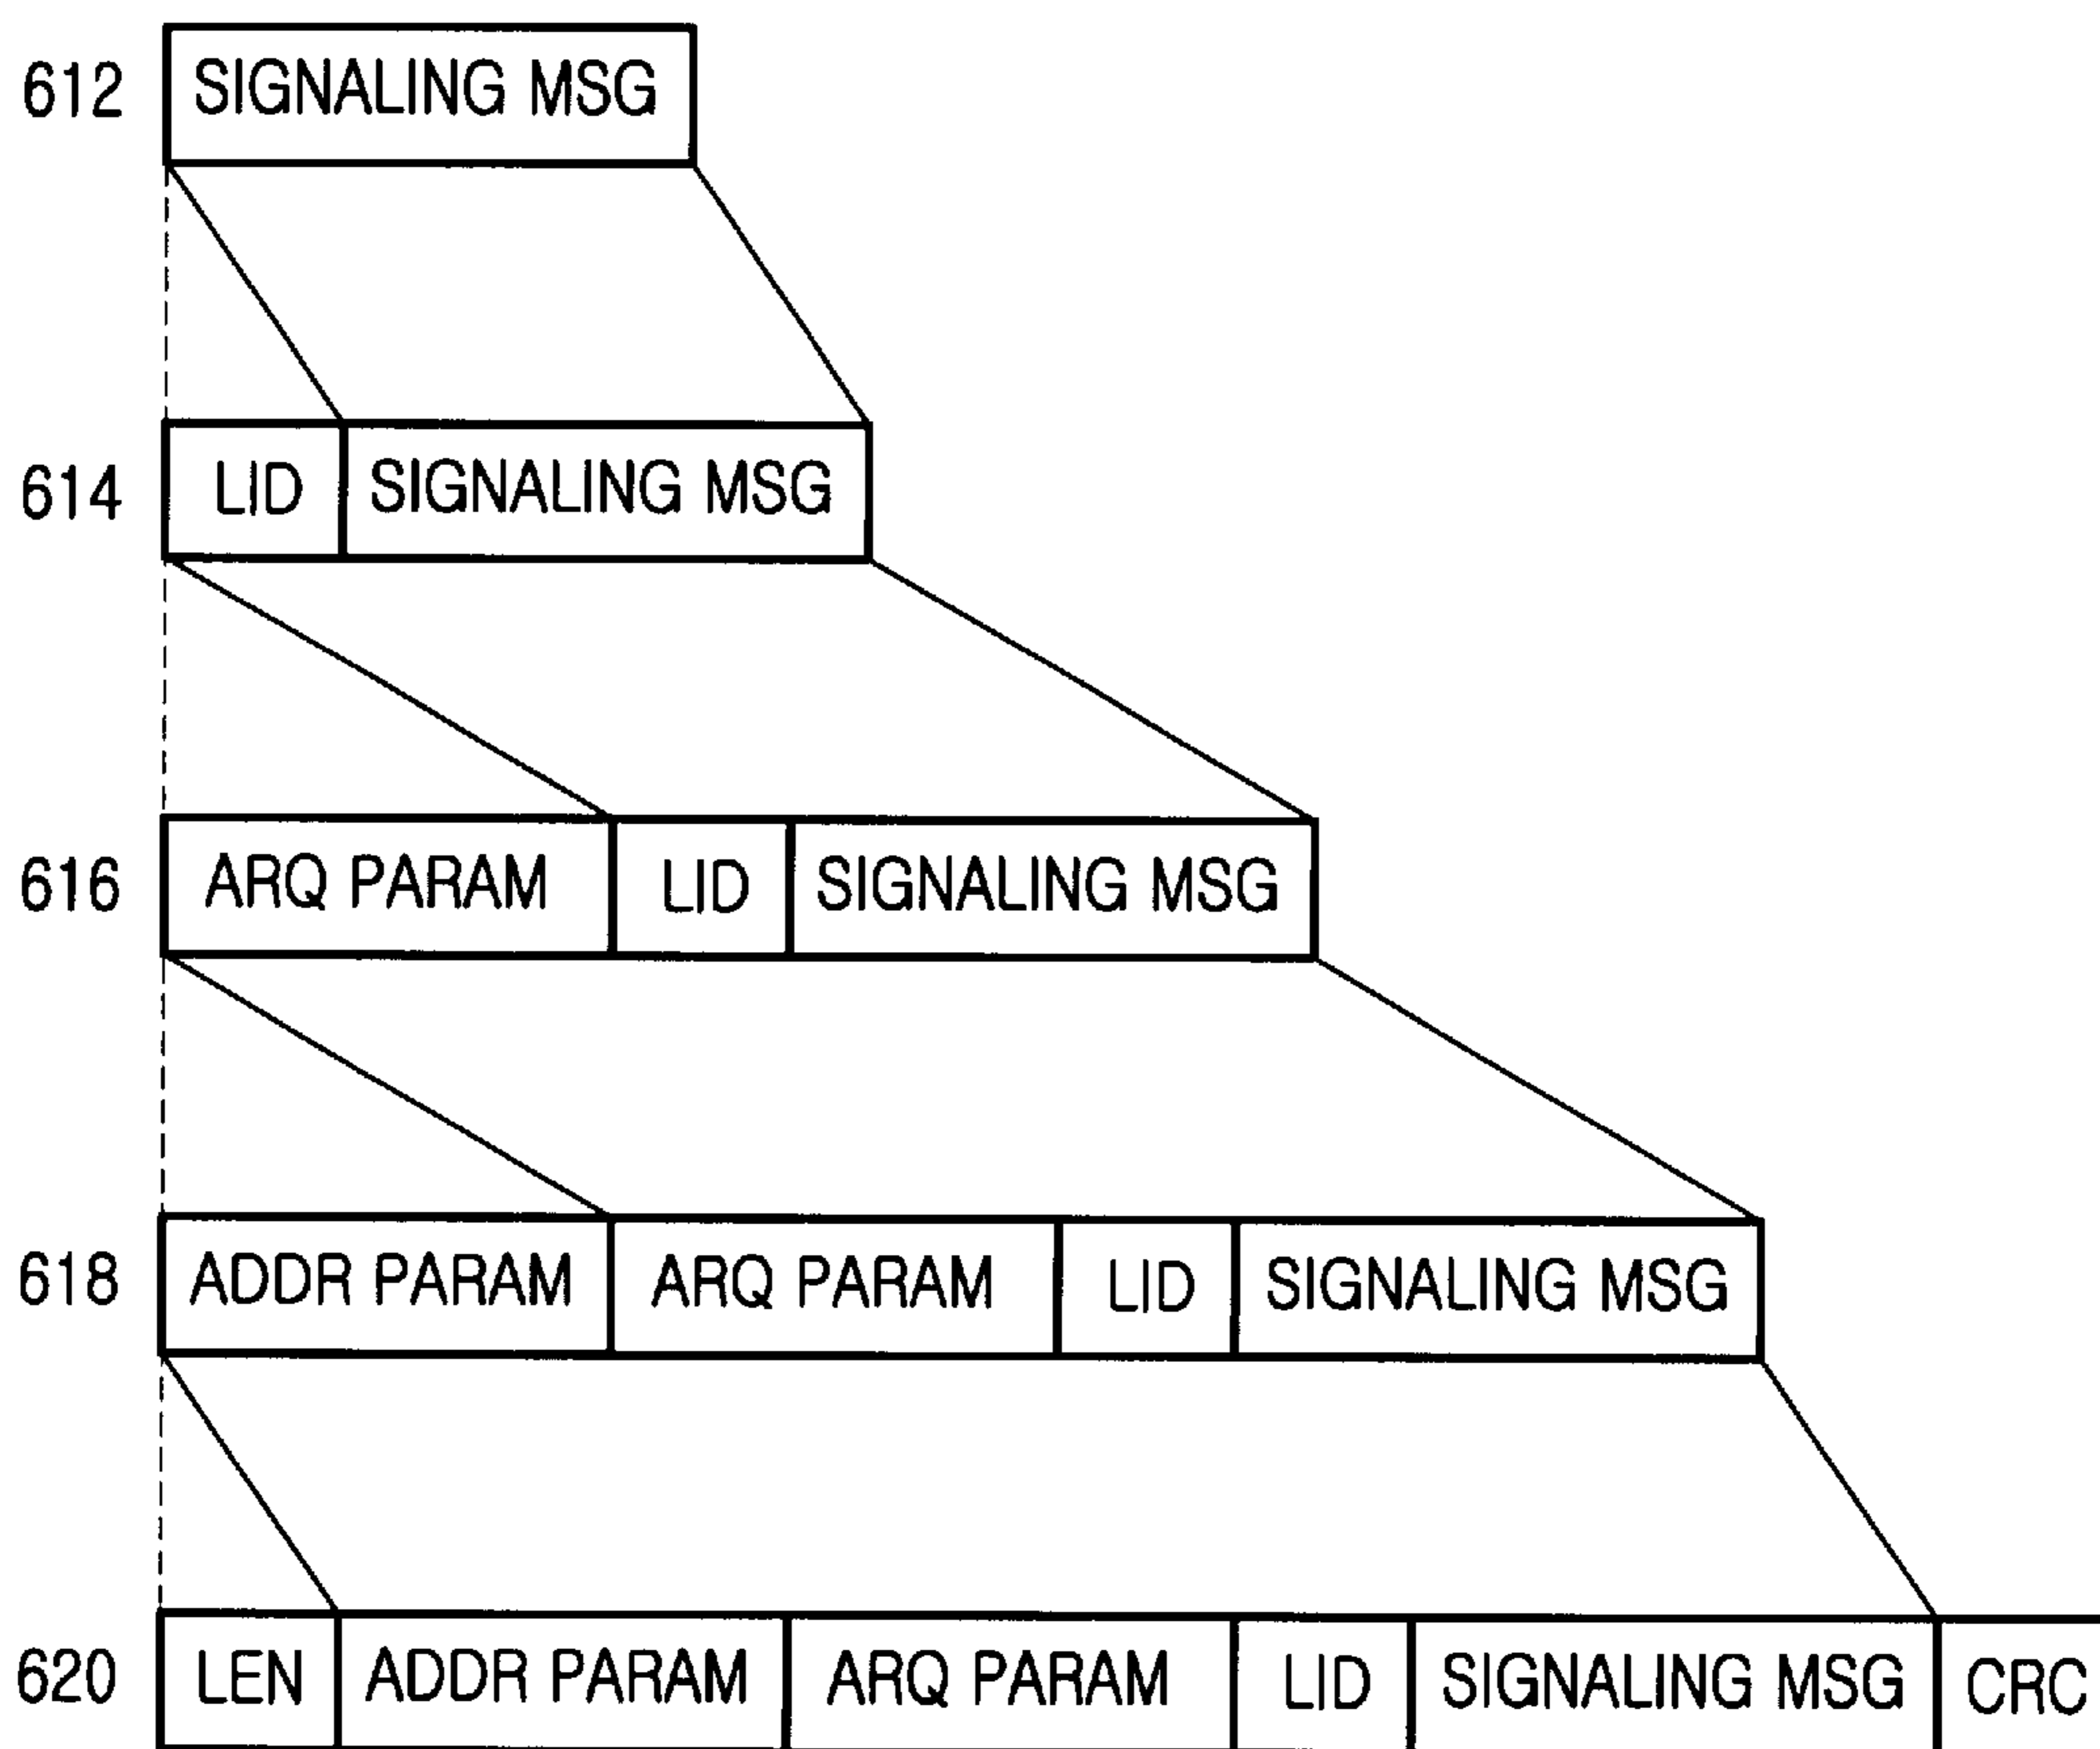 612 SIGNALING MSG
614 LID SIGNALING MSG
616 ARQ PARAM LID SIGNALING MSG
618 ADDR PARAM ARQ PARAM LID SIGNALING MSG
620 LEN ADDR PARAM ARQ PARAM LID SIGNALING MSG CRC